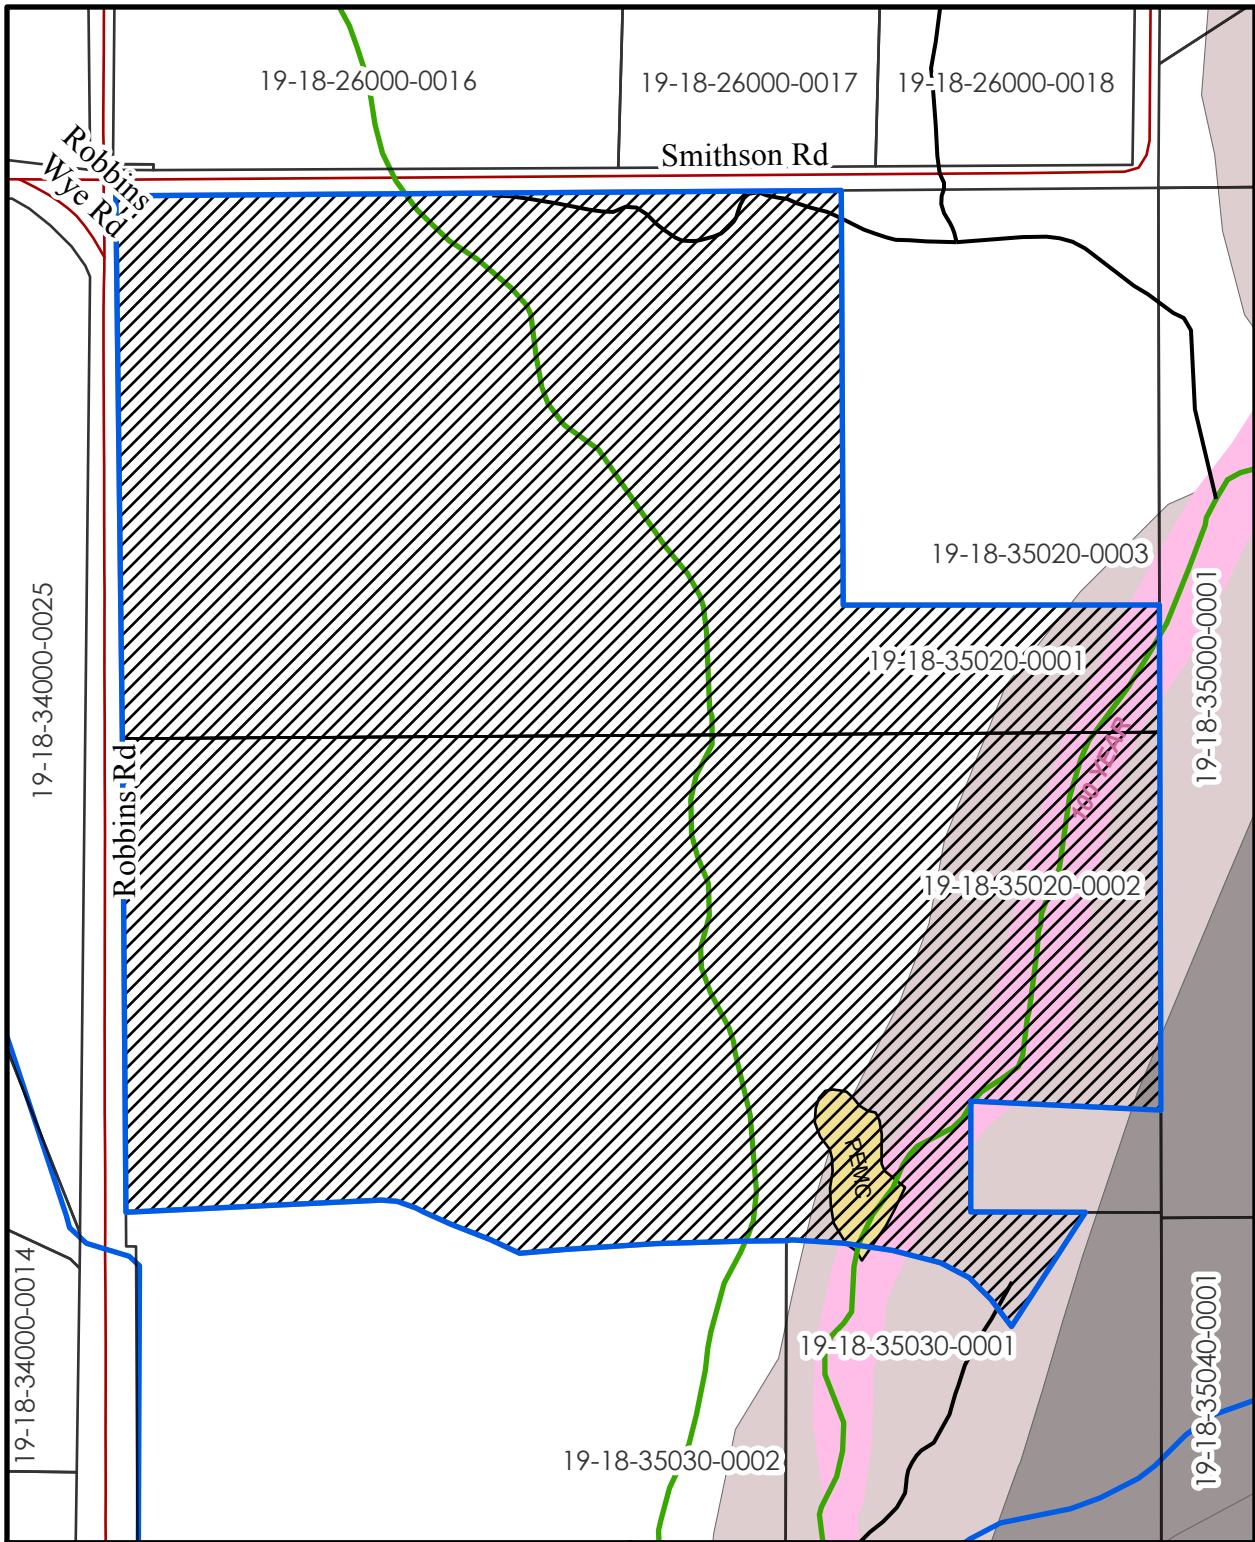 19-18-26000-0016
19-18-26000-0017
19-18-26000-0018
Smithson Rd
Robbins
Wye Rd
19-18-35020-0003
19-18-35000-0001
19-18-34000-0025
19-18-35020-0001
100 YEAR
Robbins Rd
19-18-35020-0002
PEMC
19-18-34000-0014
19-18-35030-0001
19-18-35040-0001
19-18-35030-0002